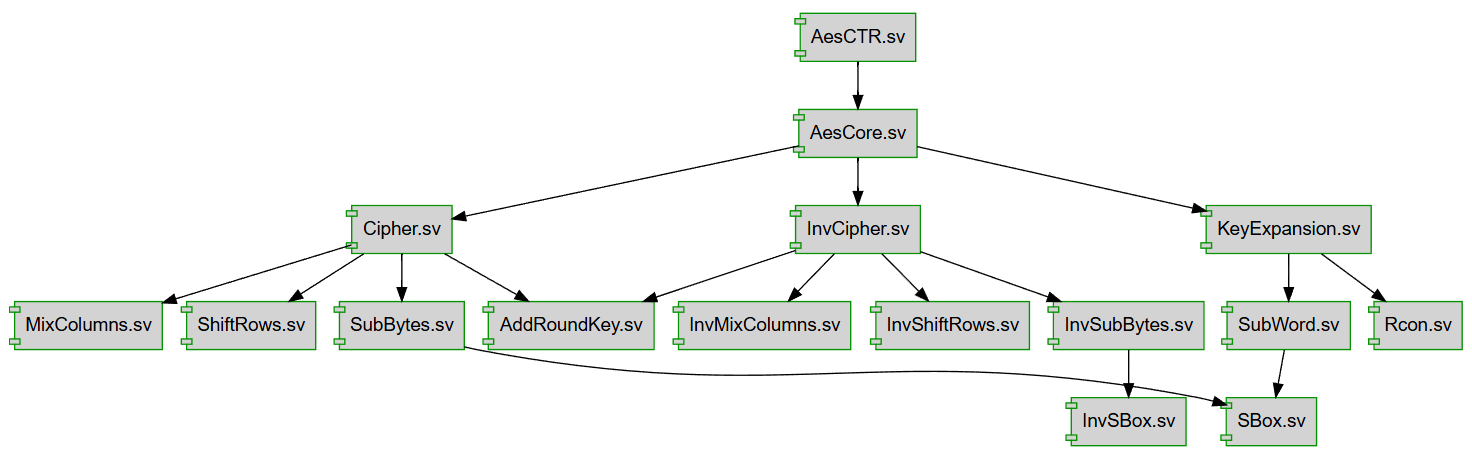 AesCTR.sv
AesCore.sv
Cipher.sv
InvCipher.sv
KeyExpansion.sv
MixColumns.sv
ShiftRows.sv
SubBytes.sv
AddRoundKey.sv
InvMixColumns.sv
InvShiftRows.sv
InvSubBytes.sv
SubWord.sv
Rcon.sv
InvSBox.sv
SBox.sv